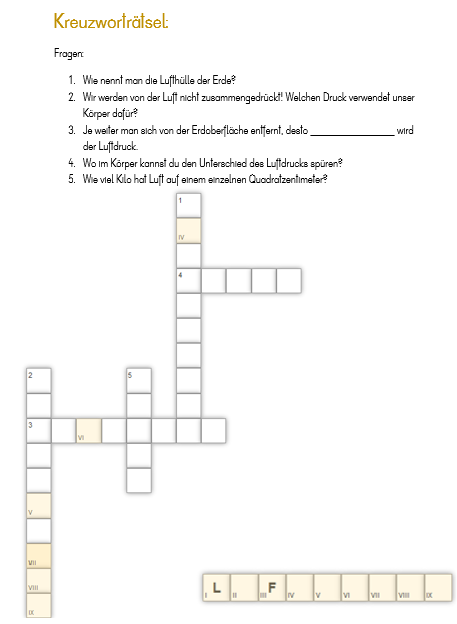 Kreuzworträtsel:
Fragen:
1. Wie nennt man die Lufthülle der Erde?
2. Wir werden von der Luft nicht zusammengedrückt! Welchen Druck verwendet unser
Körper dafür?
3. Je weiter man sich von der Erdoberfläche entfernt, desto _________________ wird
der Luftdruck.
4. Wo im Körper kannst du den Unterschied des Luftdrucks spüren?
5. Wie viel Kilo hat Luft auf einem einzelnen Quadratzentimeter?
1
IV
4
2
5
3
VI
V
VII
VIII
IX
L F
I II III IV V VI VII VIII IX